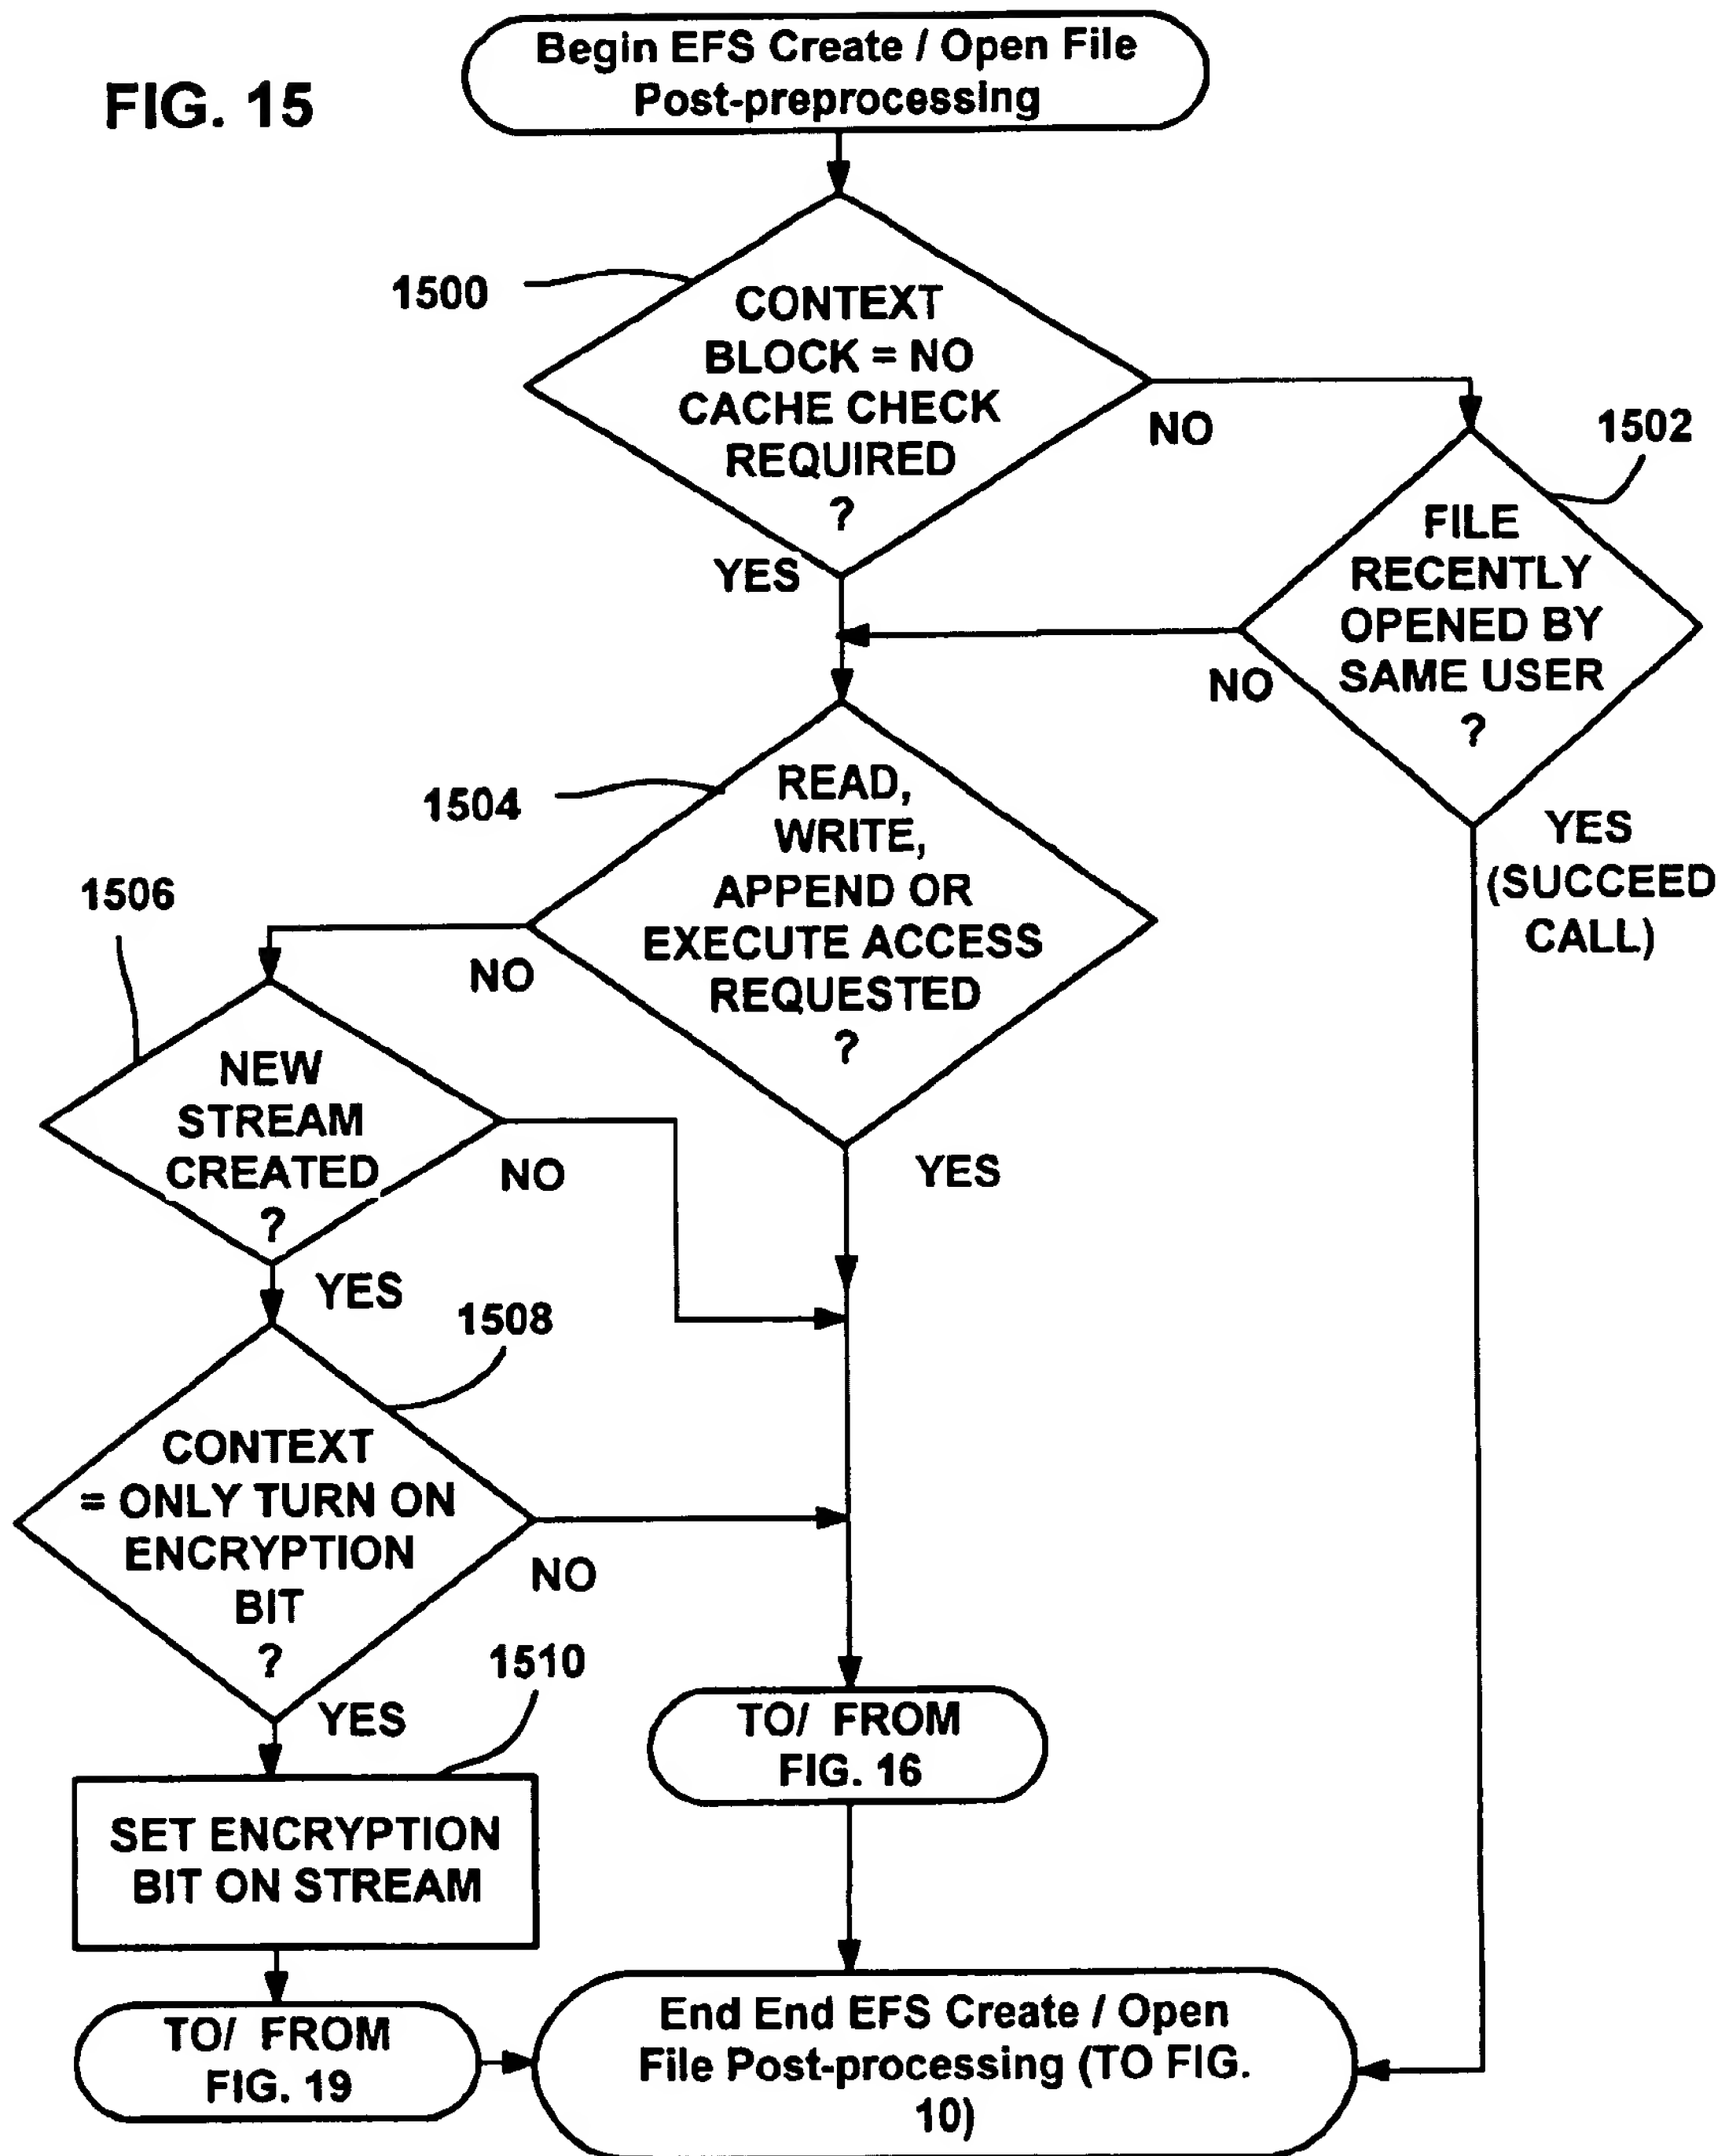 FIG. 15
Begin EFS Create / Open File
Post-preprocessing
1500
CONTEXT
BLOCK = NO
CACHE CHECK
REQUIRED
?
NO
YES
1502
FILE
RECENTLY
OPENED BY
SAME USER
?
NO
YES
(SUCCEED
CALL)
1504
READ,
WRITE,
APPEND OR
EXECUTE ACCESS
REQUESTED
?
NO
YES
1506
NEW
STREAM
CREATED
?
NO
YES
1508
CONTEXT
= ONLY TURN ON
ENCRYPTION
BIT
?
NO
YES
1510
SET ENCRYPTION
BIT ON STREAM
TO/ FROM
FIG. 16
TO/ FROM
FIG. 19
End End EFS Create / Open
File Post-processing (TO FIG.
10)